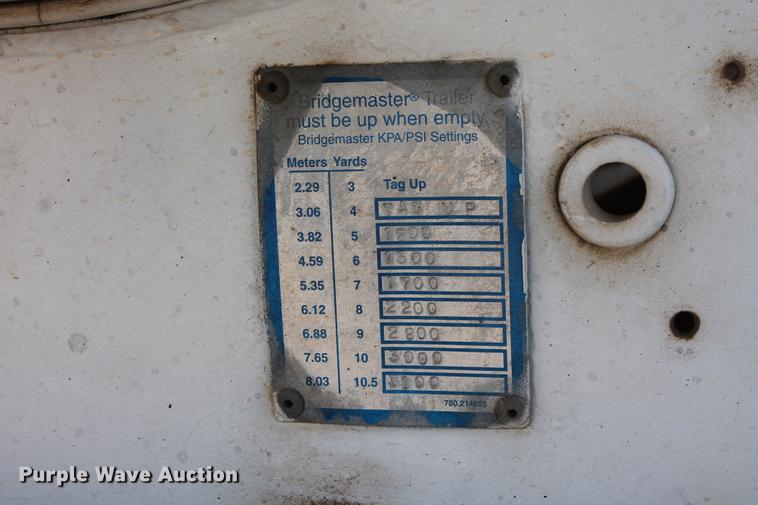 Bridgemaster® Trailer
must be up when empty
Bridgemaster KPA/PSI Settings
Meters Yards
2.29 3 Tag Up
3.06 4 TAG UP
3.82 5
4.59 6 1500
5.35 7 1700
6.12 8 2200
6.88 9 2800
7.65 10 3000
8.03 10.5
780.214605
Purple Wave Auction